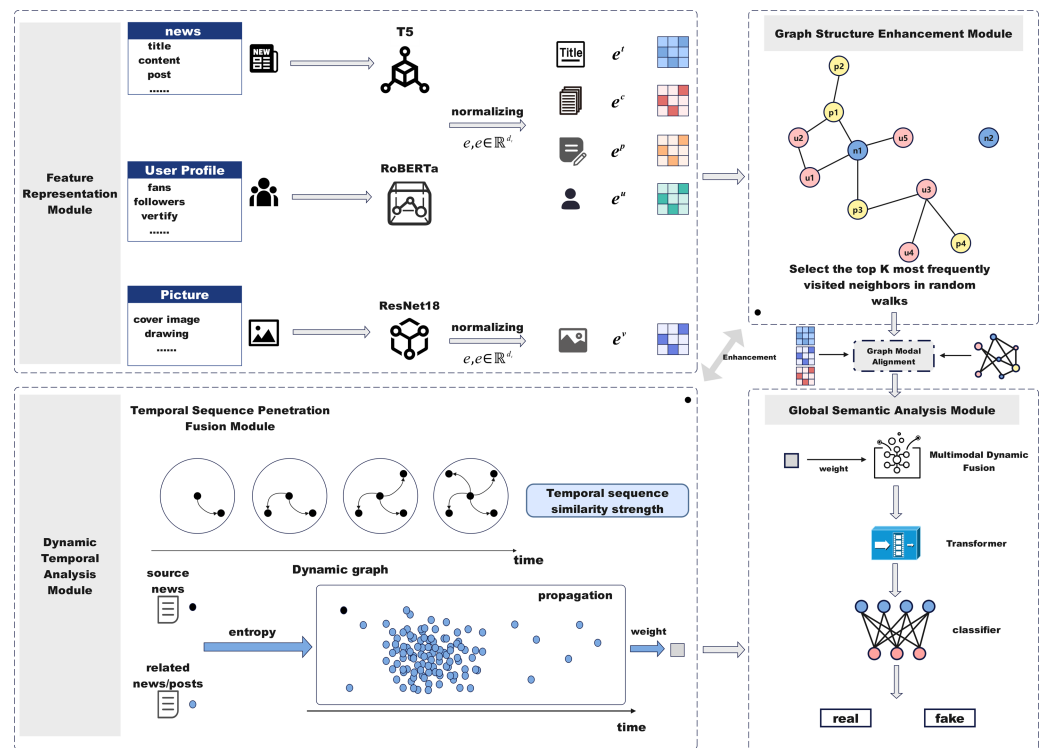 Feature
Representation
Module
news
title
content
post
......
NEW
T5
User Profile
fans
followers
vertify
......
RoBERTa
Picture
cover image
drawing
......
ResNet18
normalizing
e,e∈ℝ^{d_i}
normalizing
e,e∈ℝ^{d_i}
Title
e^t
e^c
e^p
e^u
e^v
Graph Structure Enhancement Module
p2
p1
u2
u5
n1
n2
u1
u3
p3
p4
u4
Select the top K most frequently
visited neighbors in random
walks
Enhancement
Graph Modal
Alignment
Dynamic
Temporal
Analysis
Module
Temporal Sequence Penetration
Fusion Module
Temporal sequence
similarity strength
time
source
news
Dynamic graph
propagation
entropy
weight
related
news/posts
time
Global Semantic Analysis Module
weight
Multimodal Dynamic
Fusion
Transformer
classifier
real
fake